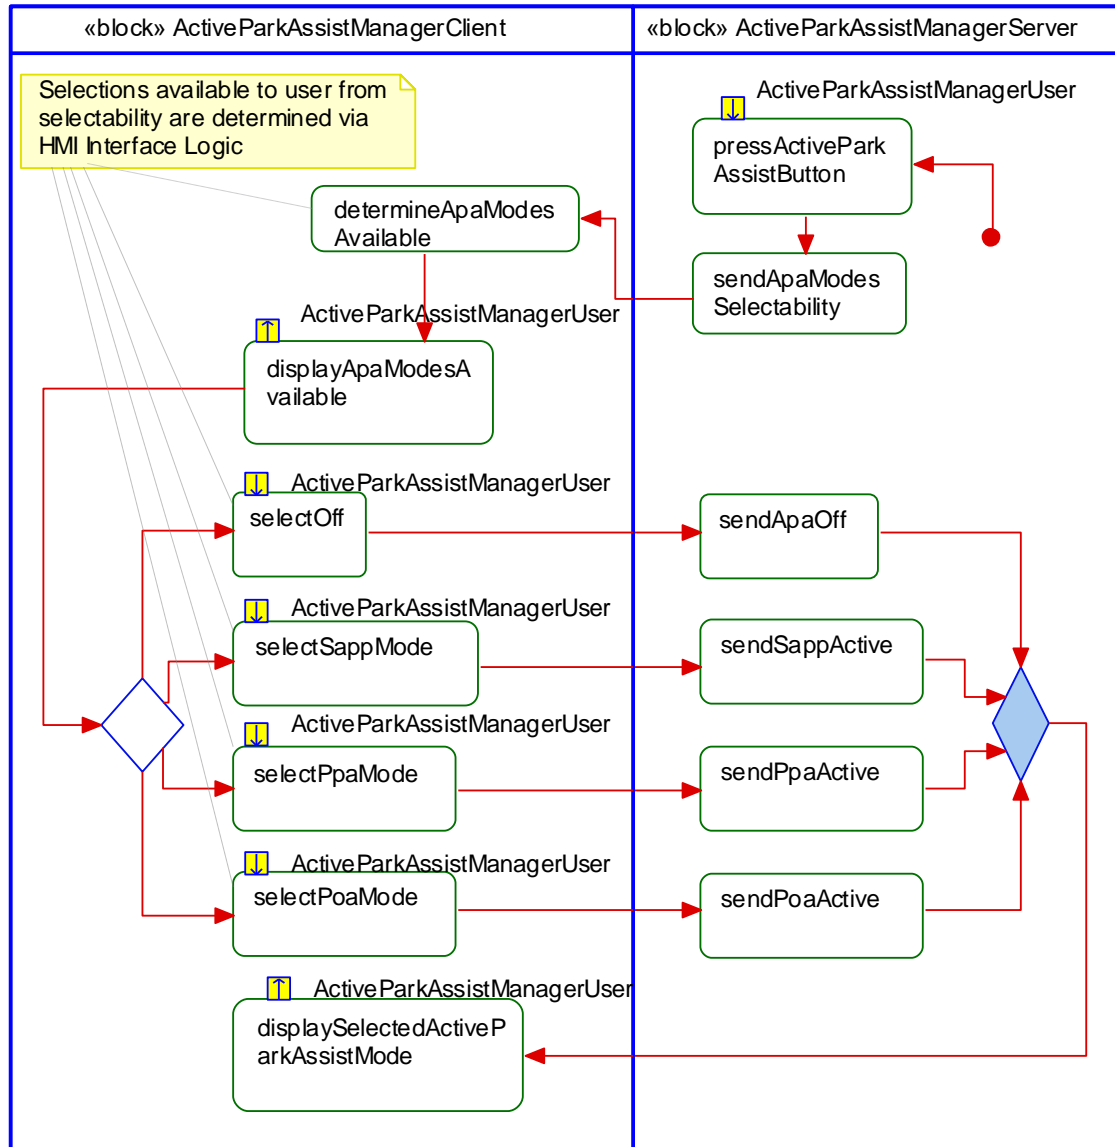 «block» ActiveParkAssistManagerClient
«block» ActiveParkAssistManagerServer
Selections available to user from
selectability are determined via
HMI Interface Logic
ActiveParkAssistManagerUser
pressActivePark
AssistButton
determineApaModes
Available
sendApaModes
Selectability
ActiveParkAssistManagerUser
displayApaModesA
vailable
ActiveParkAssistManagerUser
selectOff
sendApaOff
ActiveParkAssistManagerUser
selectSappMode
sendSappActive
ActiveParkAssistManagerUser
selectPpaMode
sendPpaActive
ActiveParkAssistManagerUser
selectPoaMode
sendPoaActive
ActiveParkAssistManagerUser
displaySelectedActiveP
arkAssistMode